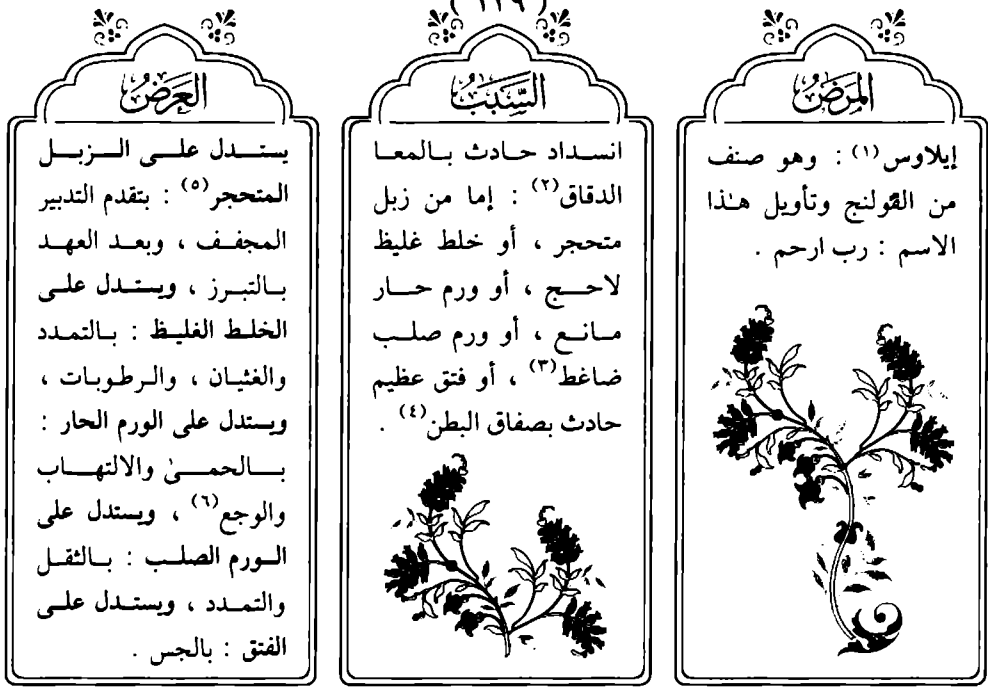 ( ١٢٩ )
المَرَضُ
إيلاوس(١) : وهو صنف
من القولنج وتأويل هـٰذا
الاسم : رب ارحم .
السَّبَبُ
انسداد حادث بالمعا
الدقاق(٢) : إما من زبل
متحجر ، أو خلط غليظ
لاحج ، أو ورم حار
مانع ، أو ورم صلب
ضاغط(٣) ، أو فتق عظيم
حادث بصفاق البطن(٤) .
العَرَضُ
يستدل على الزبل
المتحجر(٥) : بتقدم التدبير
المجفف ، وبعد العهد
بالتبرز ، ويستدل على
الخلط الغليظ : بالتمدد
والغثيان ، والرطوبات ،
ويستدل على الورم الحار :
بالحمىٰ والالتهاب
والوجع(٦) ، ويستدل على
الورم الصلب : بالثقل
والتمدد ، ويستدل على
الفتق : بالجس .